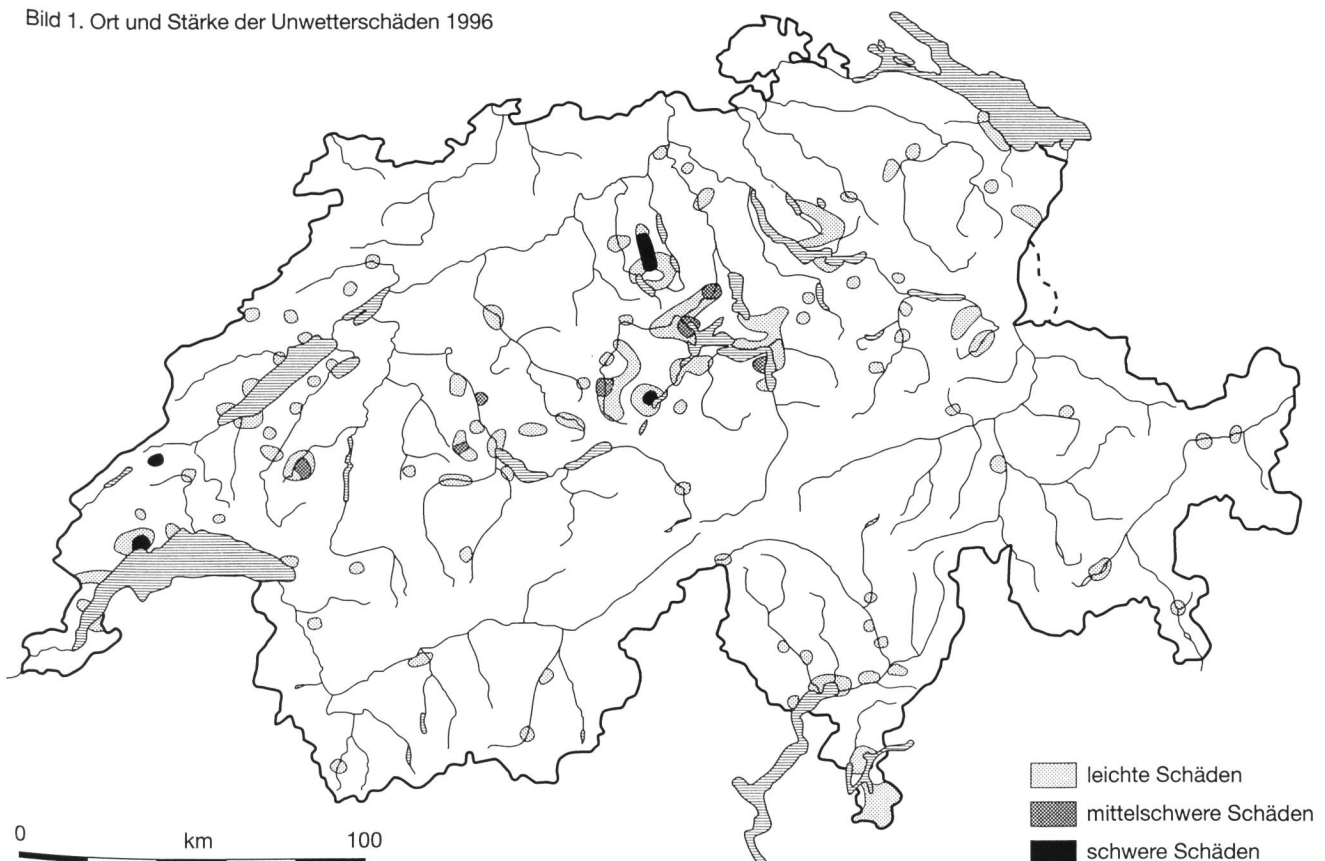 Bild 1. Ort und Stärke der Unwetterschäden 1996
leichte Schäden
mittelschwere Schäden
schwere Schäden
0 km 100